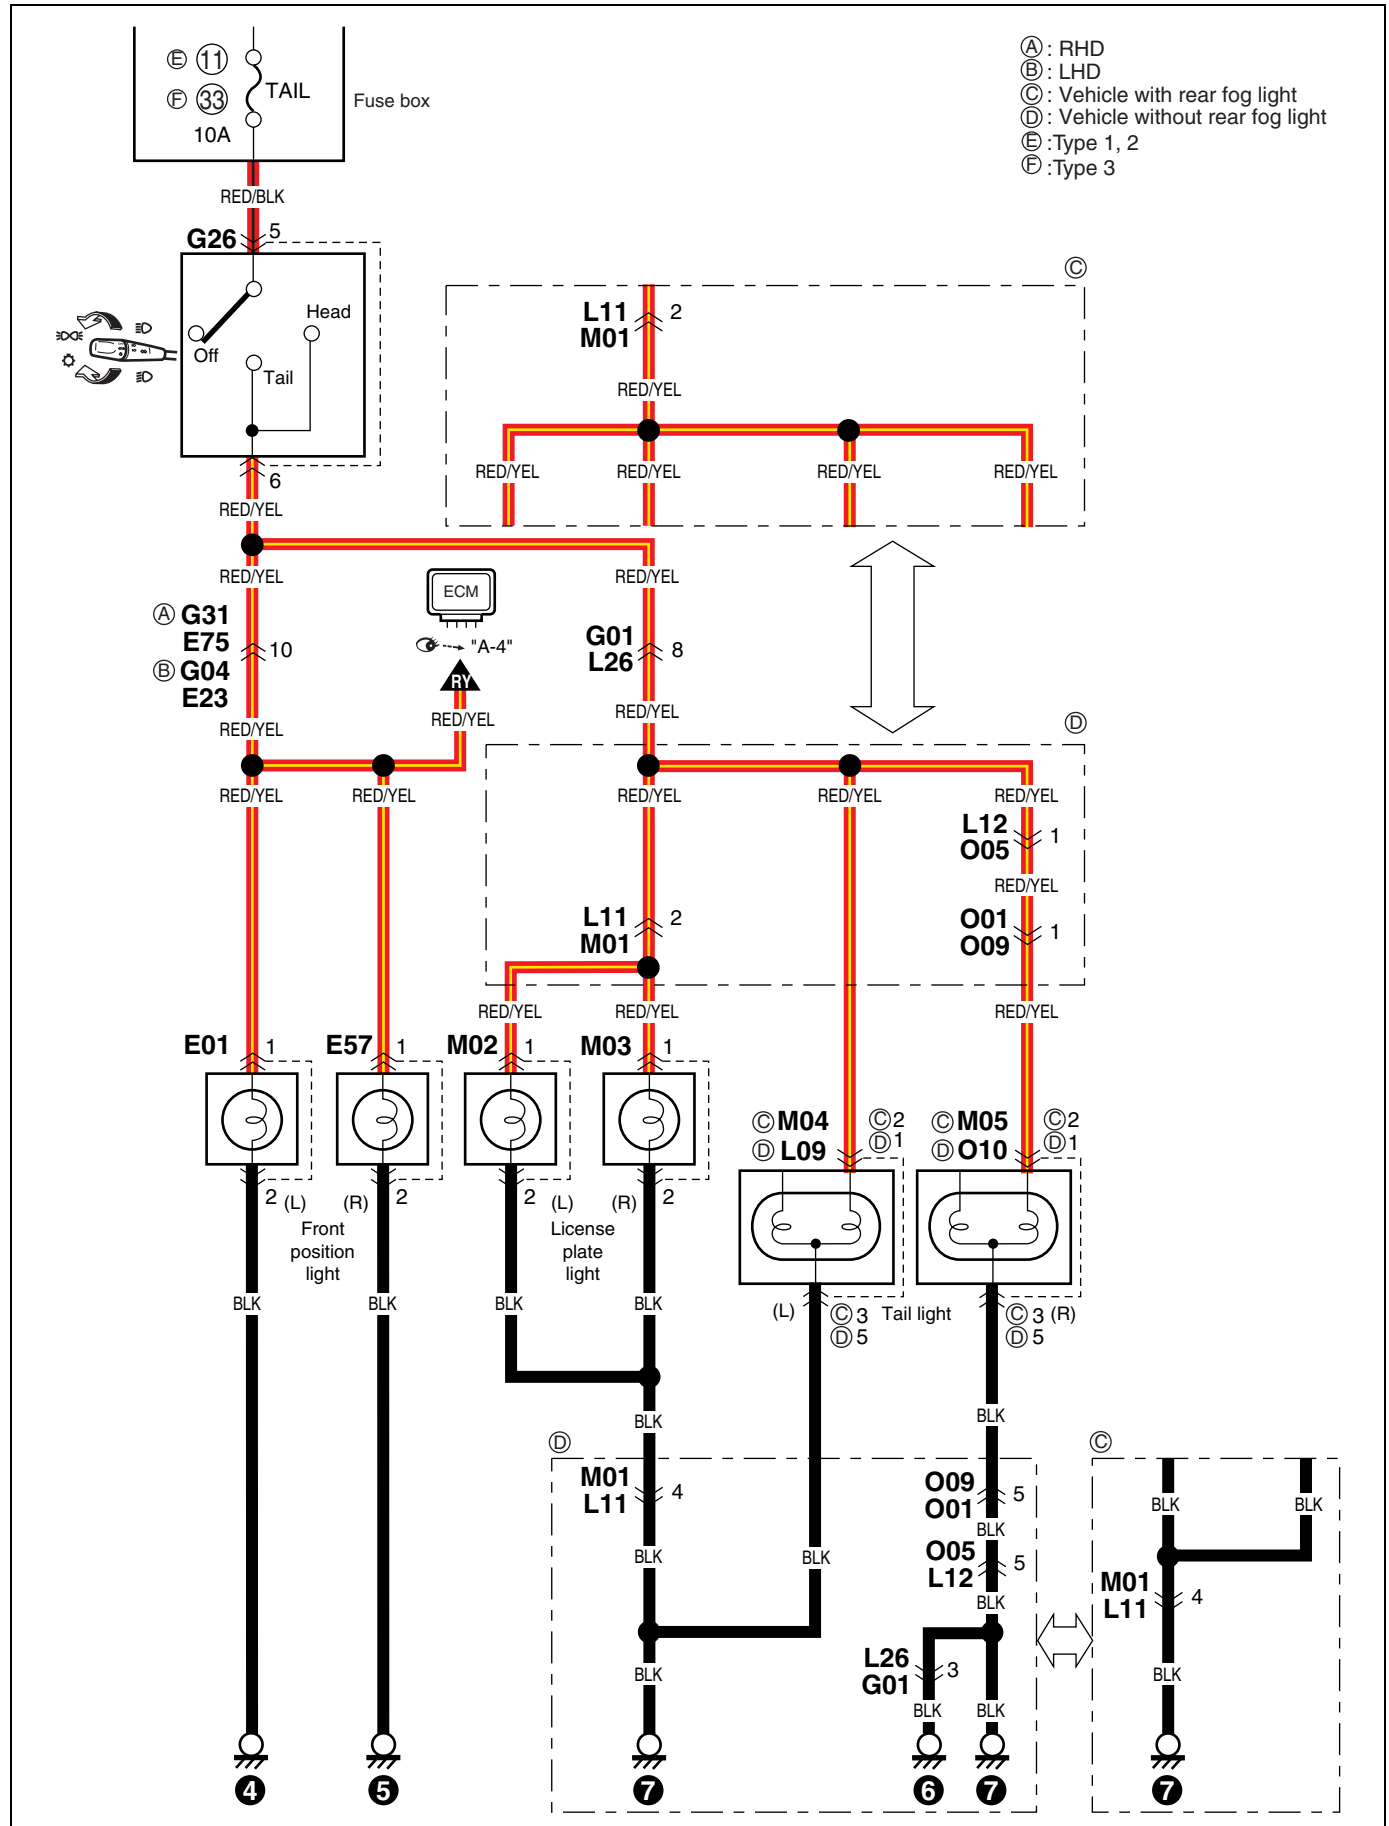 Ⓔ ⑪
TAIL
Ⓕ ㉝
10A
Fuse box
Ⓐ: RHD
Ⓑ: LHD
Ⓒ: Vehicle with rear fog light
Ⓓ: Vehicle without rear fog light
Ⓔ:Type 1, 2
Ⓕ:Type 3
RED/BLK
G26 5
Head
Off
Tail
6
RED/YEL
Ⓒ
L11 2
M01
RED/YEL
RED/YEL RED/YEL RED/YEL RED/YEL
RED/YEL RED/YEL
ECM
"A-4"
RY
RED/YEL
Ⓐ G31
E75 10
Ⓑ G04
E23
RED/YEL
G01 8
L26
RED/YEL
Ⓓ
RED/YEL RED/YEL RED/YEL RED/YEL RED/YEL
L12 1
O05
RED/YEL
O01 1
O09
L11 2
M01
RED/YEL RED/YEL RED/YEL
E01 1 E57 1 M02 1 M03 1
Ⓒ M04 Ⓒ2
Ⓓ L09 Ⓓ1
Ⓒ M05 Ⓒ2
Ⓓ O10 Ⓓ1
2 (L) (R) 2
Front
position
light
2 (L) (R) 2
License
plate
light
(L) Ⓒ3 Tail light Ⓒ3 (R)
Ⓓ5 Ⓓ5
BLK BLK BLK BLK
BLK BLK
Ⓓ
M01 4
L11
O09 5
O01
BLK
O05 5
L12
BLK BLK BLK
L26 3
G01
BLK BLK BLK
Ⓒ
BLK BLK
M01 4
L11
BLK
4 5 7 6 7 7